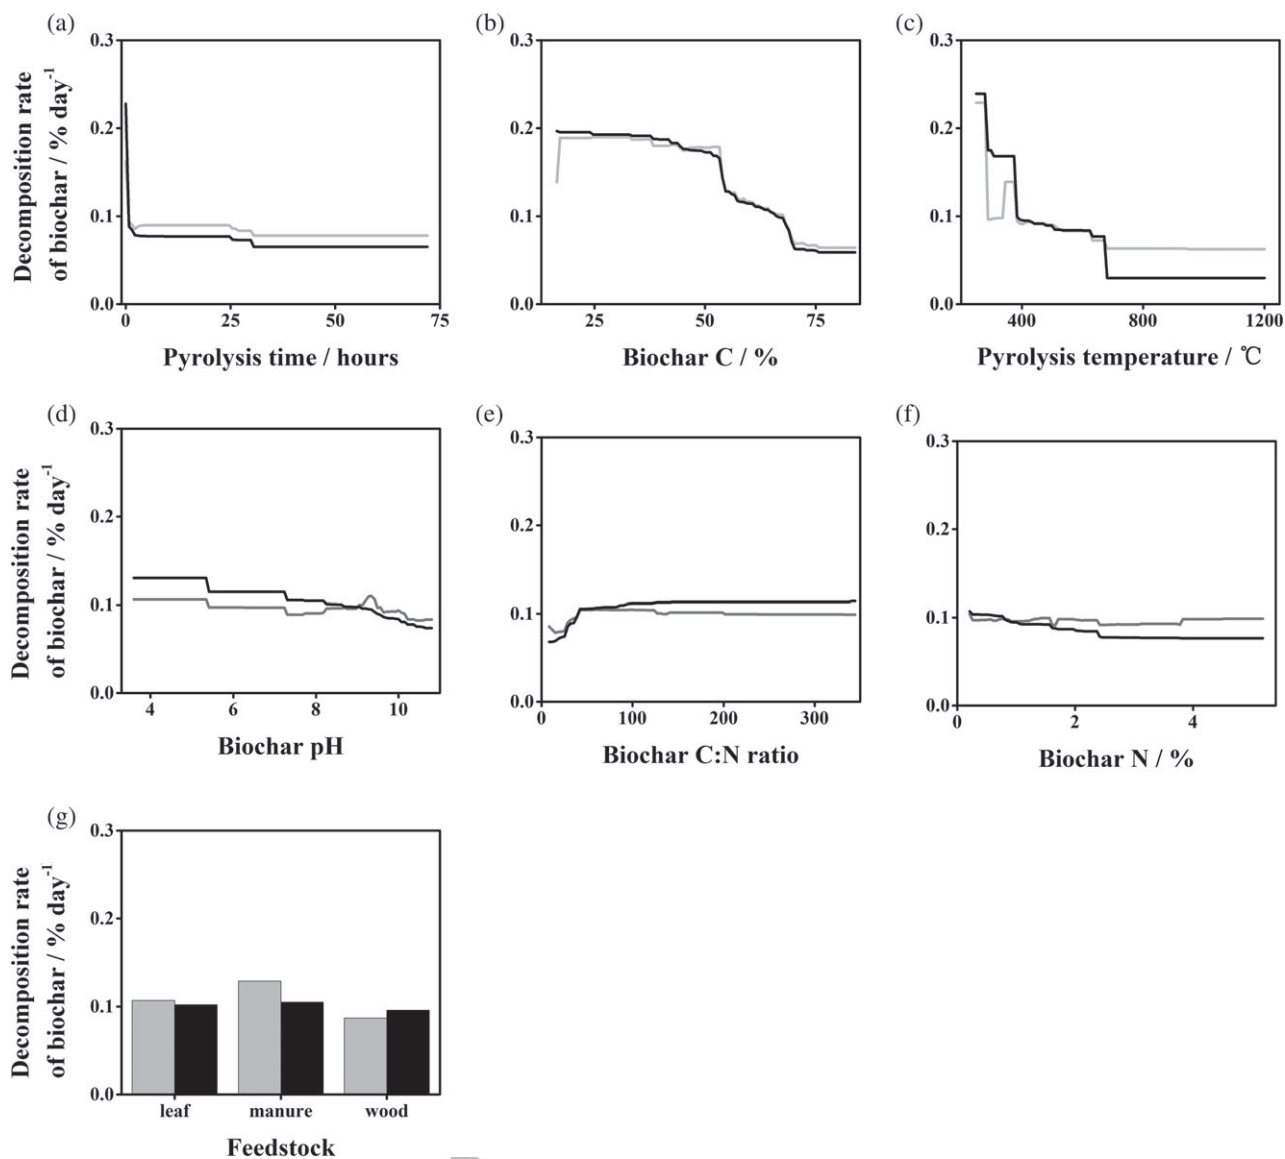 (a) (b) (c)
Decomposition rate
of biochar / % day⁻¹
0.3 0.3 0.3
0.2 0.2 0.2
0.1 0.1 0.1
0.0 0.0 0.0
0 25 50 75 25 50 75 400 800 1200
Pyrolysis time / hours Biochar C / % Pyrolysis temperature / ℃
(d) (e) (f)
Decomposition rate
of biochar / % day⁻¹
0.3 0.3 0.3
0.2 0.2 0.2
0.1 0.1 0.1
0.0 0.0 0.0
4 6 8 10 0 100 200 300 0 2 4
Biochar pH Biochar C:N ratio Biochar N / %
(g)
Decomposition rate
of biochar / % day⁻¹
0.3
0.2
0.1
0.0
leaf manure wood
Feedstock